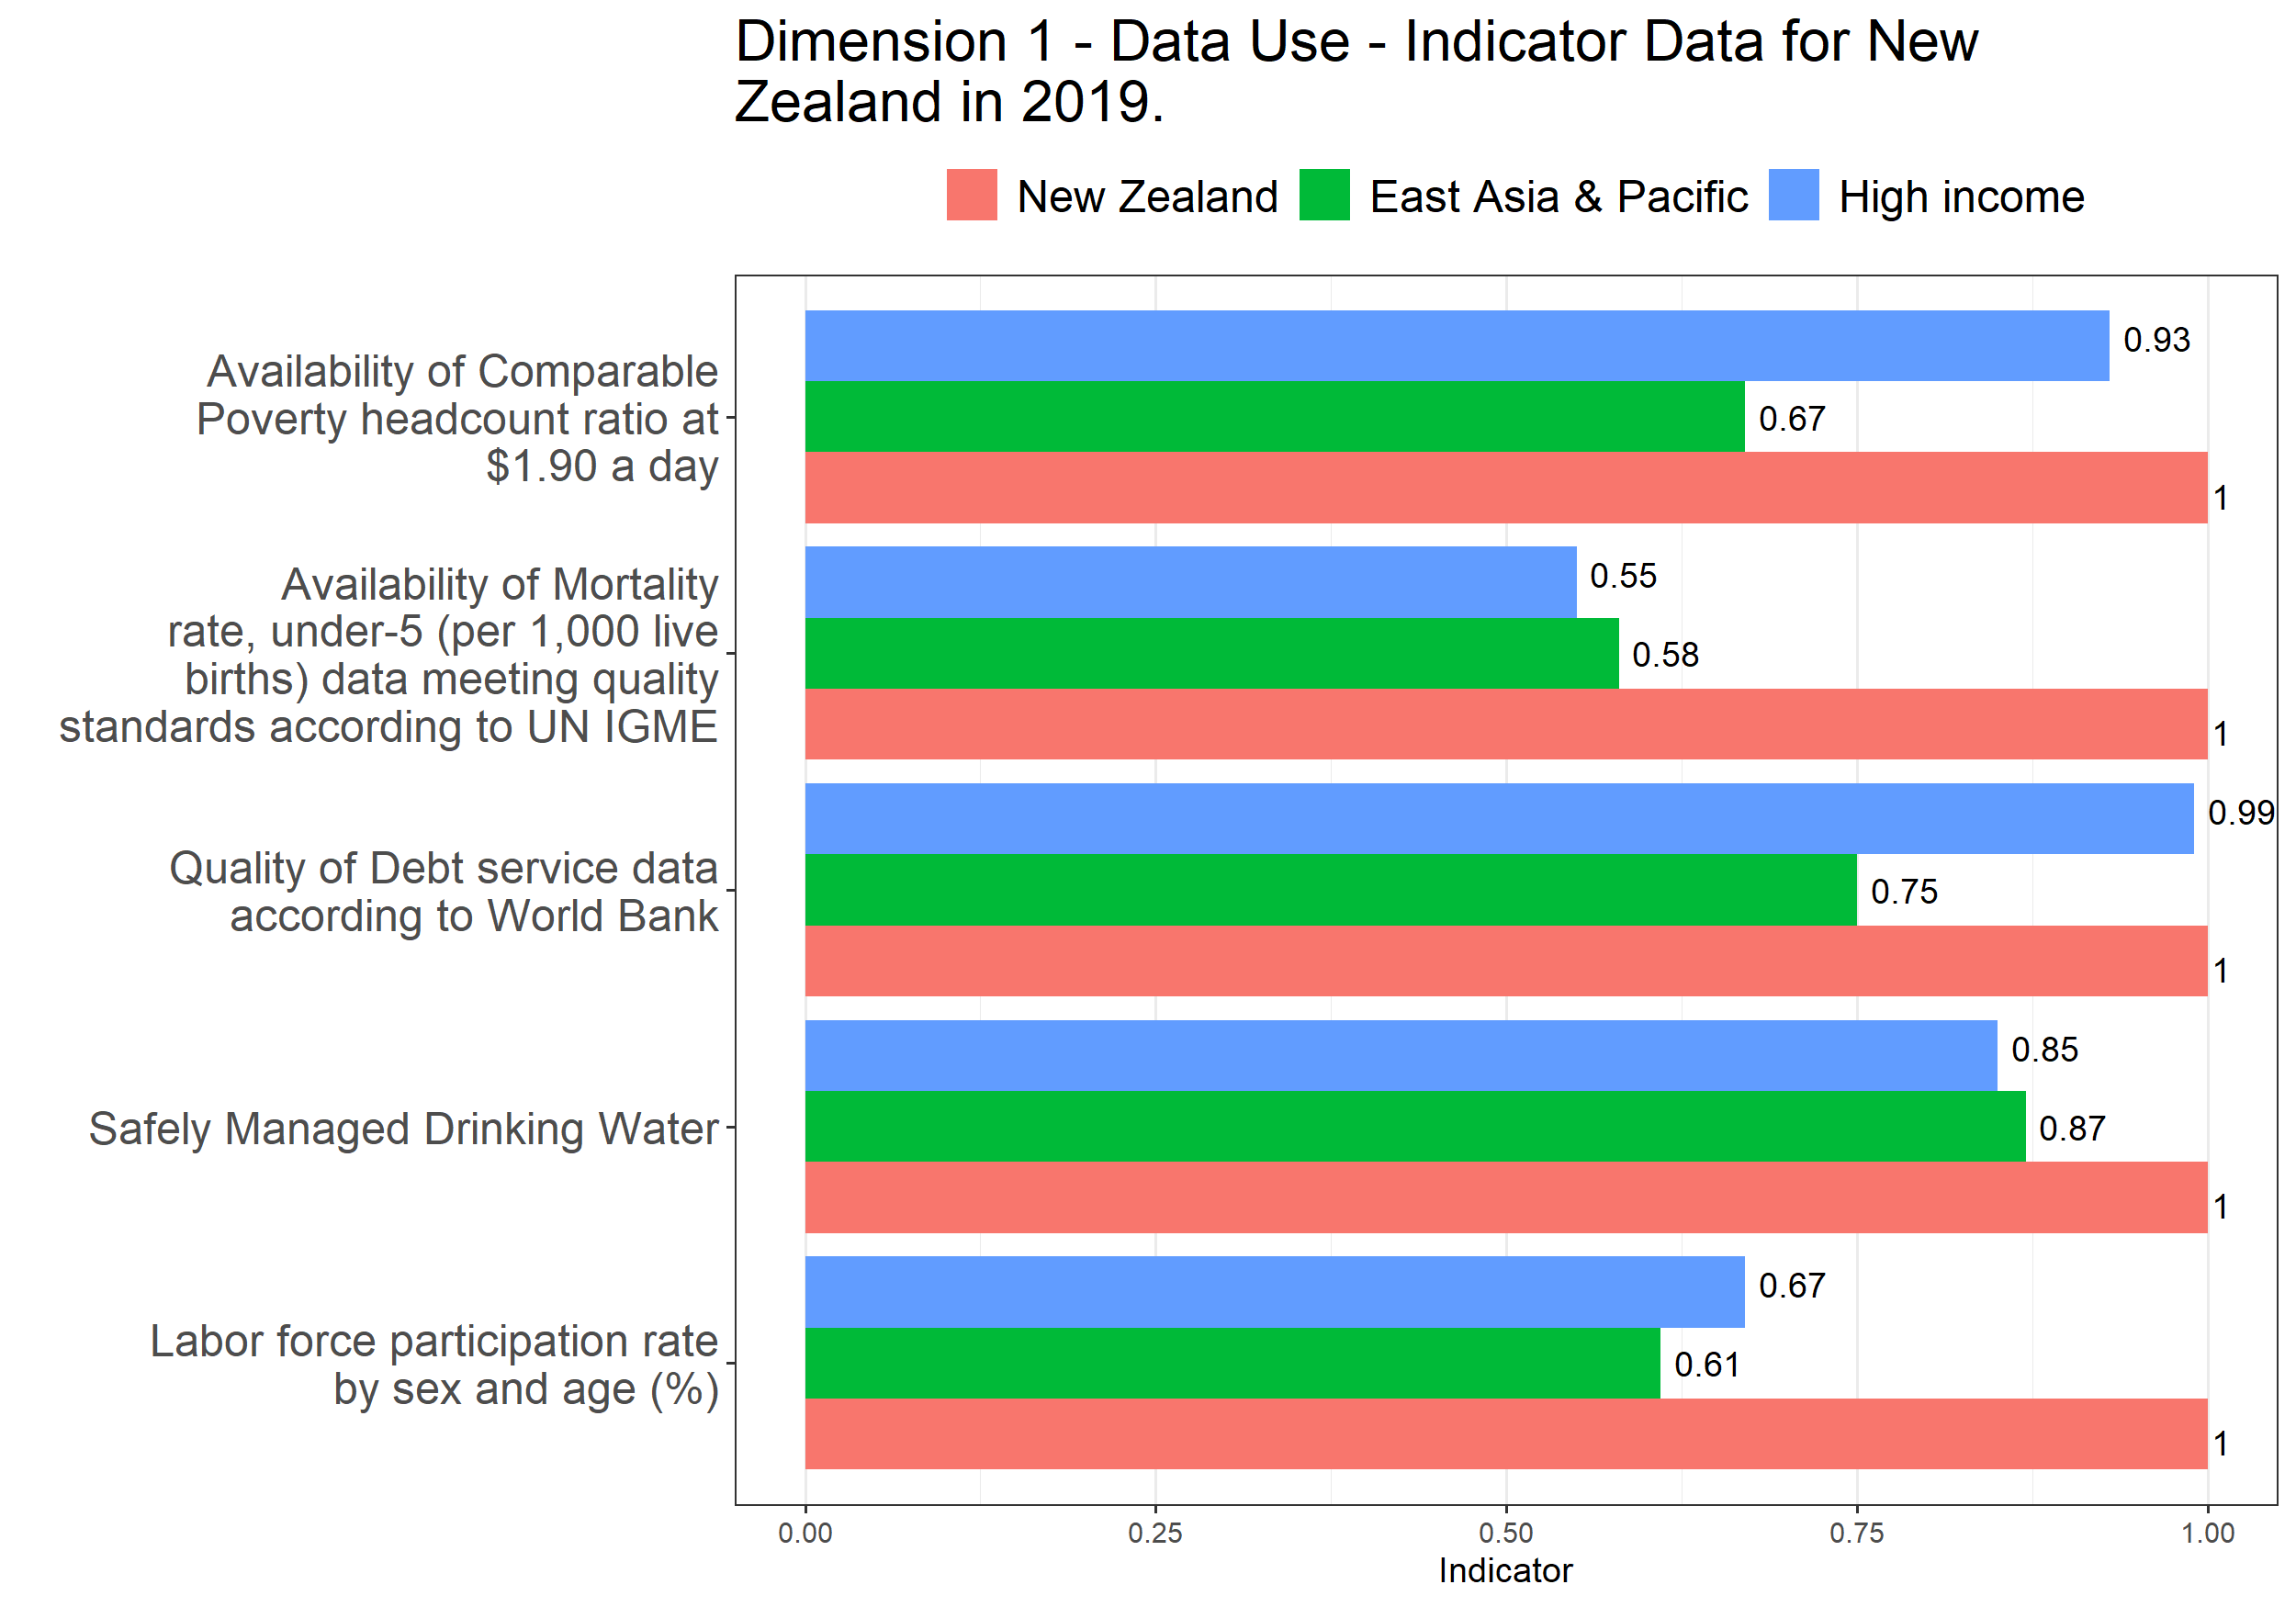 Dimension 1 - Data Use - Indicator Data for New
Zealand in 2019.
New Zealand East Asia & Pacific High income
Availability of Comparable
Poverty headcount ratio at
$1.90 a day
0.93
0.67
1
Availability of Mortality
rate, under-5 (per 1,000 live
births) data meeting quality
standards according to UN IGME
0.55
0.58
1
Quality of Debt service data
according to World Bank
0.99
0.75
1
Safely Managed Drinking Water
0.85
0.87
1
Labor force participation rate
by sex and age (%)
0.67
0.61
1
0.00 0.25 0.50 0.75 1.00
Indicator